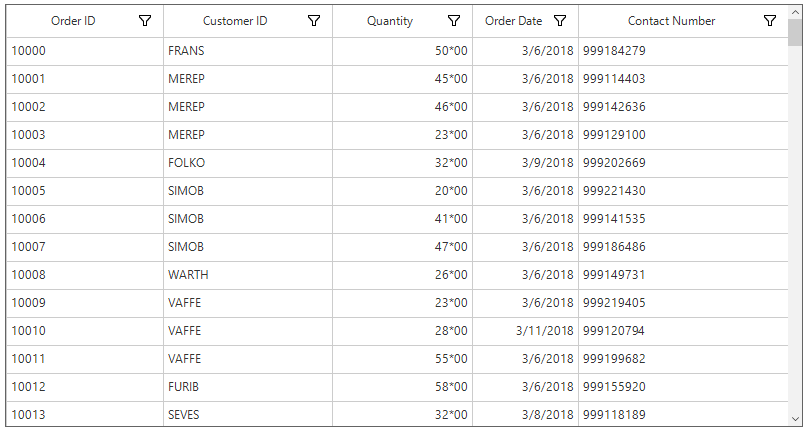 Order ID Customer ID Quantity Order Date Contact Number
10000 FRANS 50*00 3/6/2018 999184279
10001 MEREP 45*00 3/6/2018 999114403
10002 MEREP 46*00 3/6/2018 999142636
10003 MEREP 23*00 3/6/2018 999129100
10004 FOLKO 32*00 3/9/2018 999202669
10005 SIMOB 20*00 3/6/2018 999221430
10006 SIMOB 41*00 3/6/2018 999141535
10007 SIMOB 47*00 3/6/2018 999186486
10008 WARTH 26*00 3/6/2018 999149731
10009 VAFFE 23*00 3/6/2018 999219405
10010 VAFFE 28*00 3/11/2018 999120794
10011 VAFFE 55*00 3/6/2018 999199682
10012 FURIB 58*00 3/6/2018 999155920
10013 SEVES 32*00 3/8/2018 999118189